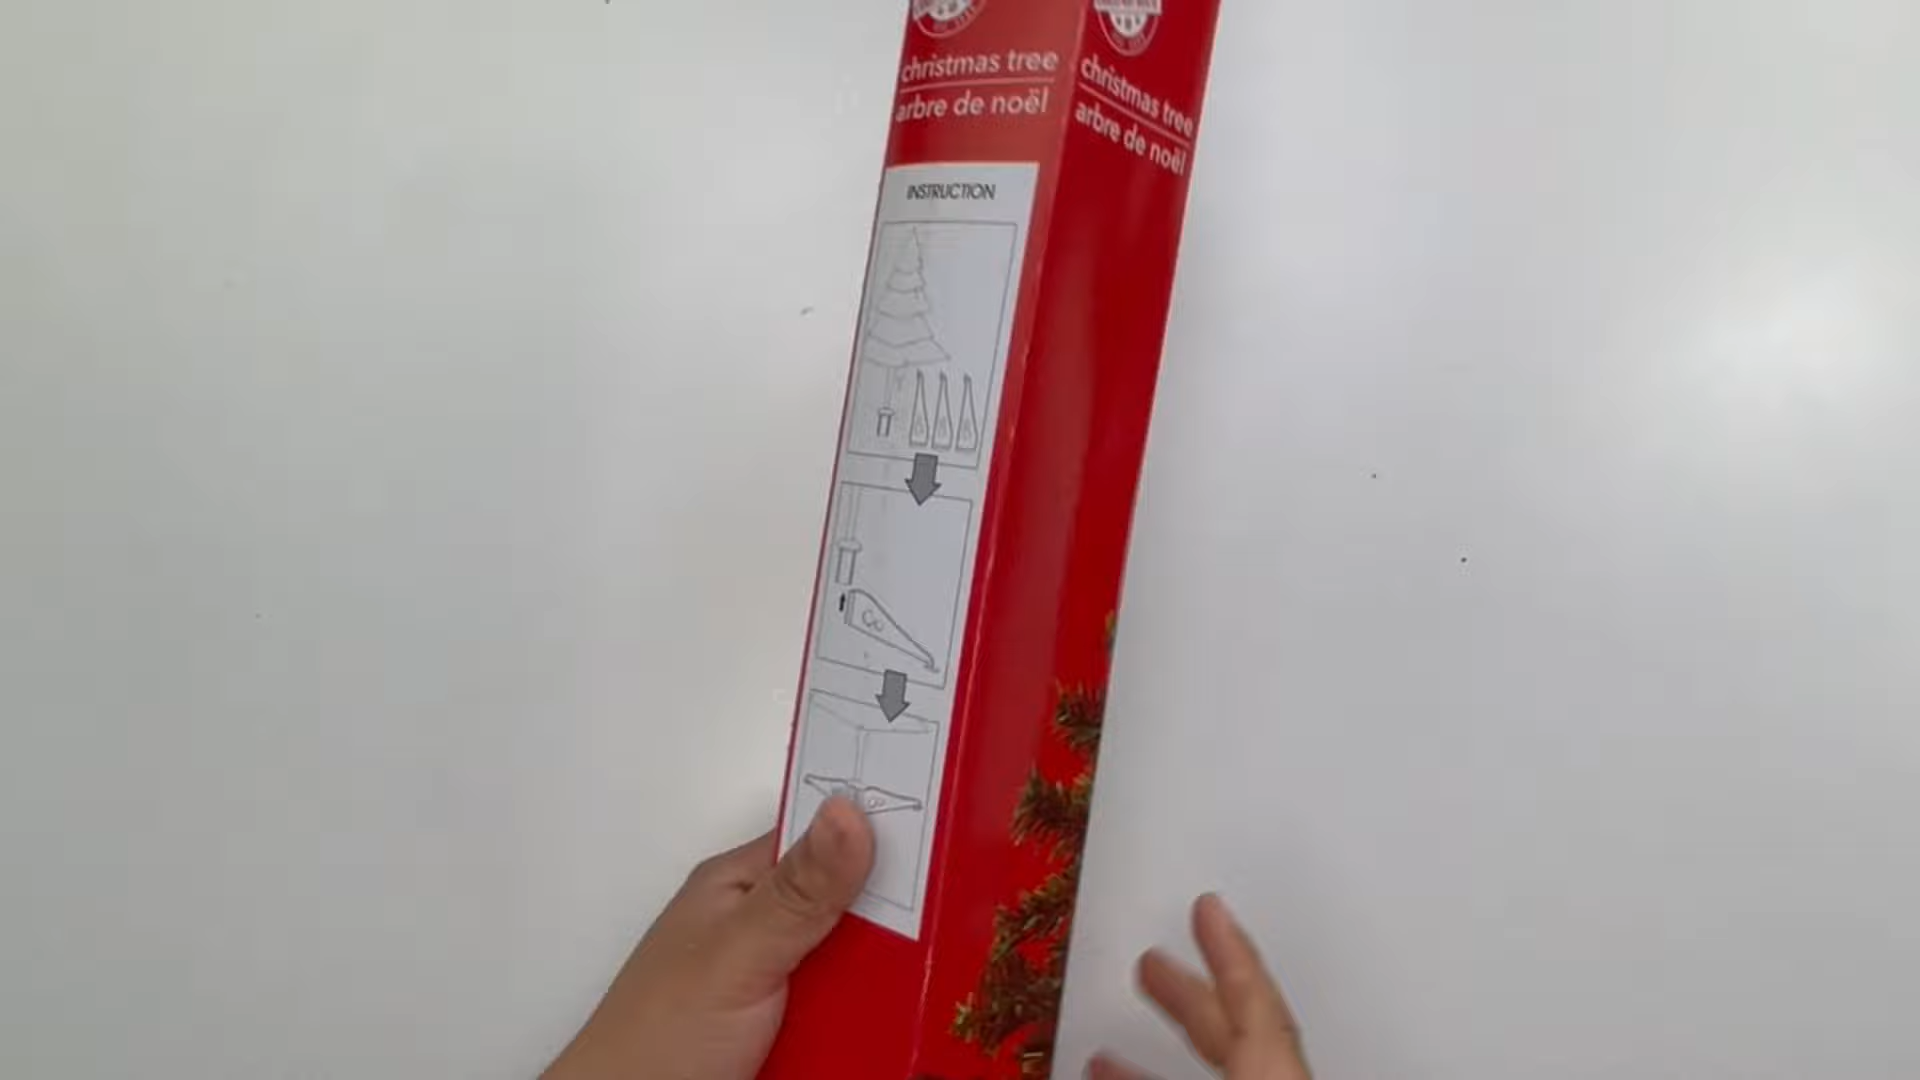 christmas tree
arbre de noël
INSTRUCTION
christmas tree
arbre de noël